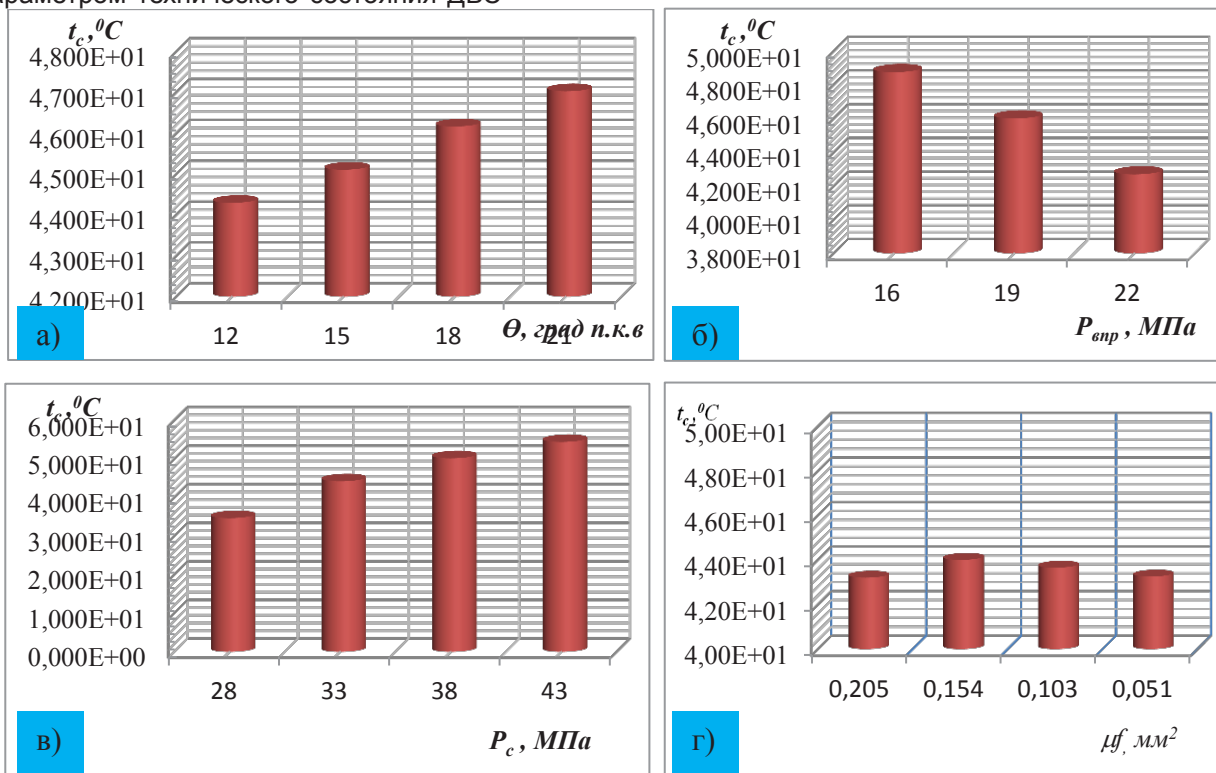 параметром технического состояния ДВС
t_c, ⁰C
4,800E+01
4,700E+01
4,600E+01
4,500E+01
4,400E+01
4,300E+01
4,200E+01
12 15 18 21
Θ, град п.к.в
а)
t_c, ⁰C
5,000E+01
4,800E+01
4,600E+01
4,400E+01
4,200E+01
4,000E+01
3,800E+01
16 19 22
P_впр, МПа
б)
t_c, ⁰C
6,000E+01
5,000E+01
4,000E+01
3,000E+01
2,000E+01
1,000E+01
0,000E+00
28 33 38 43
P_c, МПа
в)
t_c, ⁰C
5,00E+01
4,80E+01
4,60E+01
4,40E+01
4,20E+01
4,00E+01
0,205 0,154 0,103 0,051
μf, мм²
г)